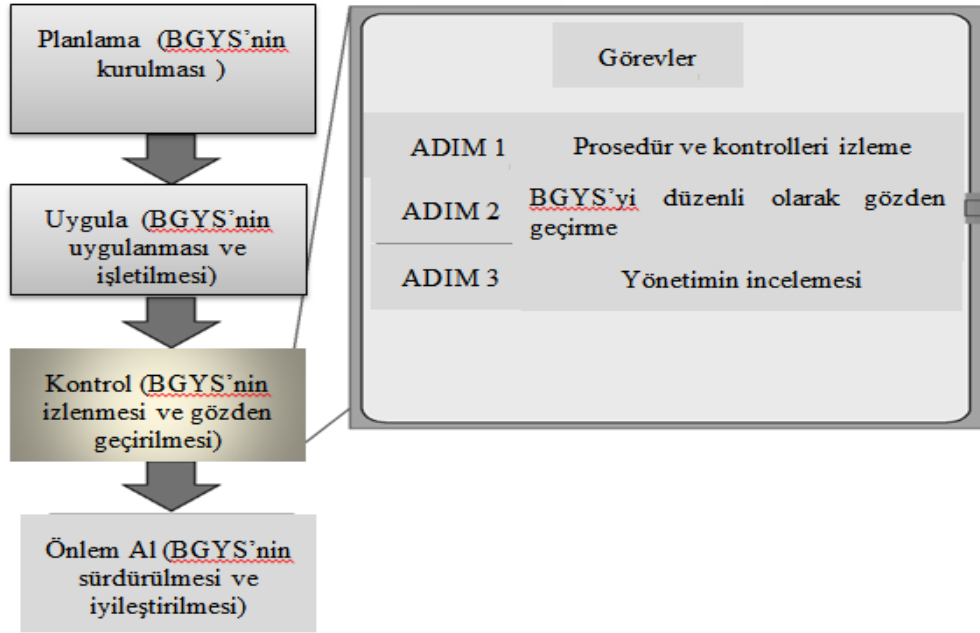 Planlama (BGYS'nin
kurulması )
Uygula (BGYS'nin
uygulanması ve
işletilmesi)
Kontrol (BGYS'nin
izlenmesi ve gözden
geçirilmesi)
Önlem Al (BGYS'nin
sürdürülmesi ve
iyileştirilmesi)
Görevler
ADIM 1 Prosedür ve kontrolleri izleme
ADIM 2 BGYS'yi düzenli olarak gözden
geçirme
ADIM 3 Yönetimin incelemesi